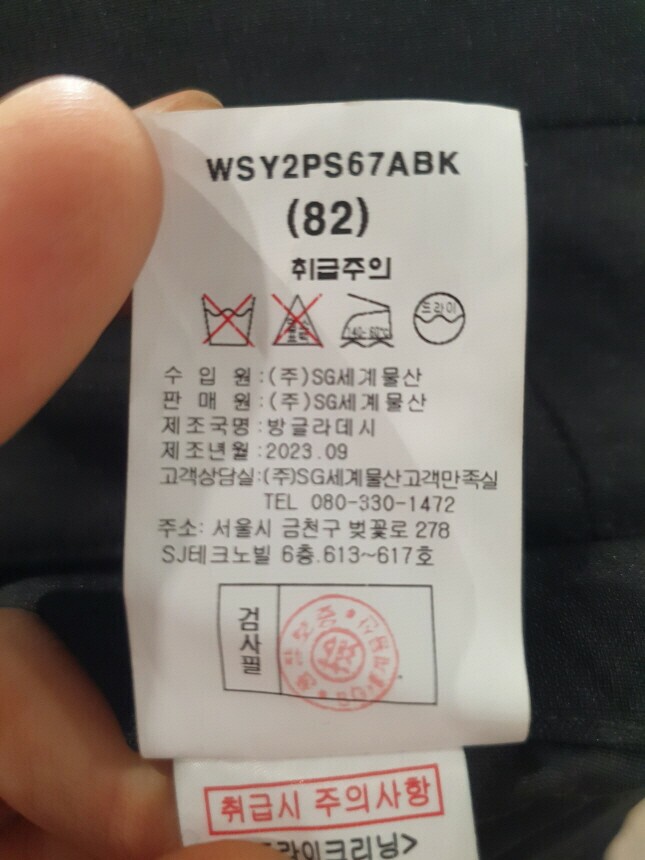 WSY2PS67ABK
(82)
취급주의
염소 140~160℃ 드라이
수 입 원:(주)SG세계물산
판 매 원:(주)SG세계물산
제조국명:방글라데시
제조년월:2023.09
고객상담실:(주)SG세계물산고객만족실
TEL 080-330-1472
주소: 서울시 금천구 벚꽃로 278
SJ테크노빌 6층.613~617호
검사필
취급시 주의사항